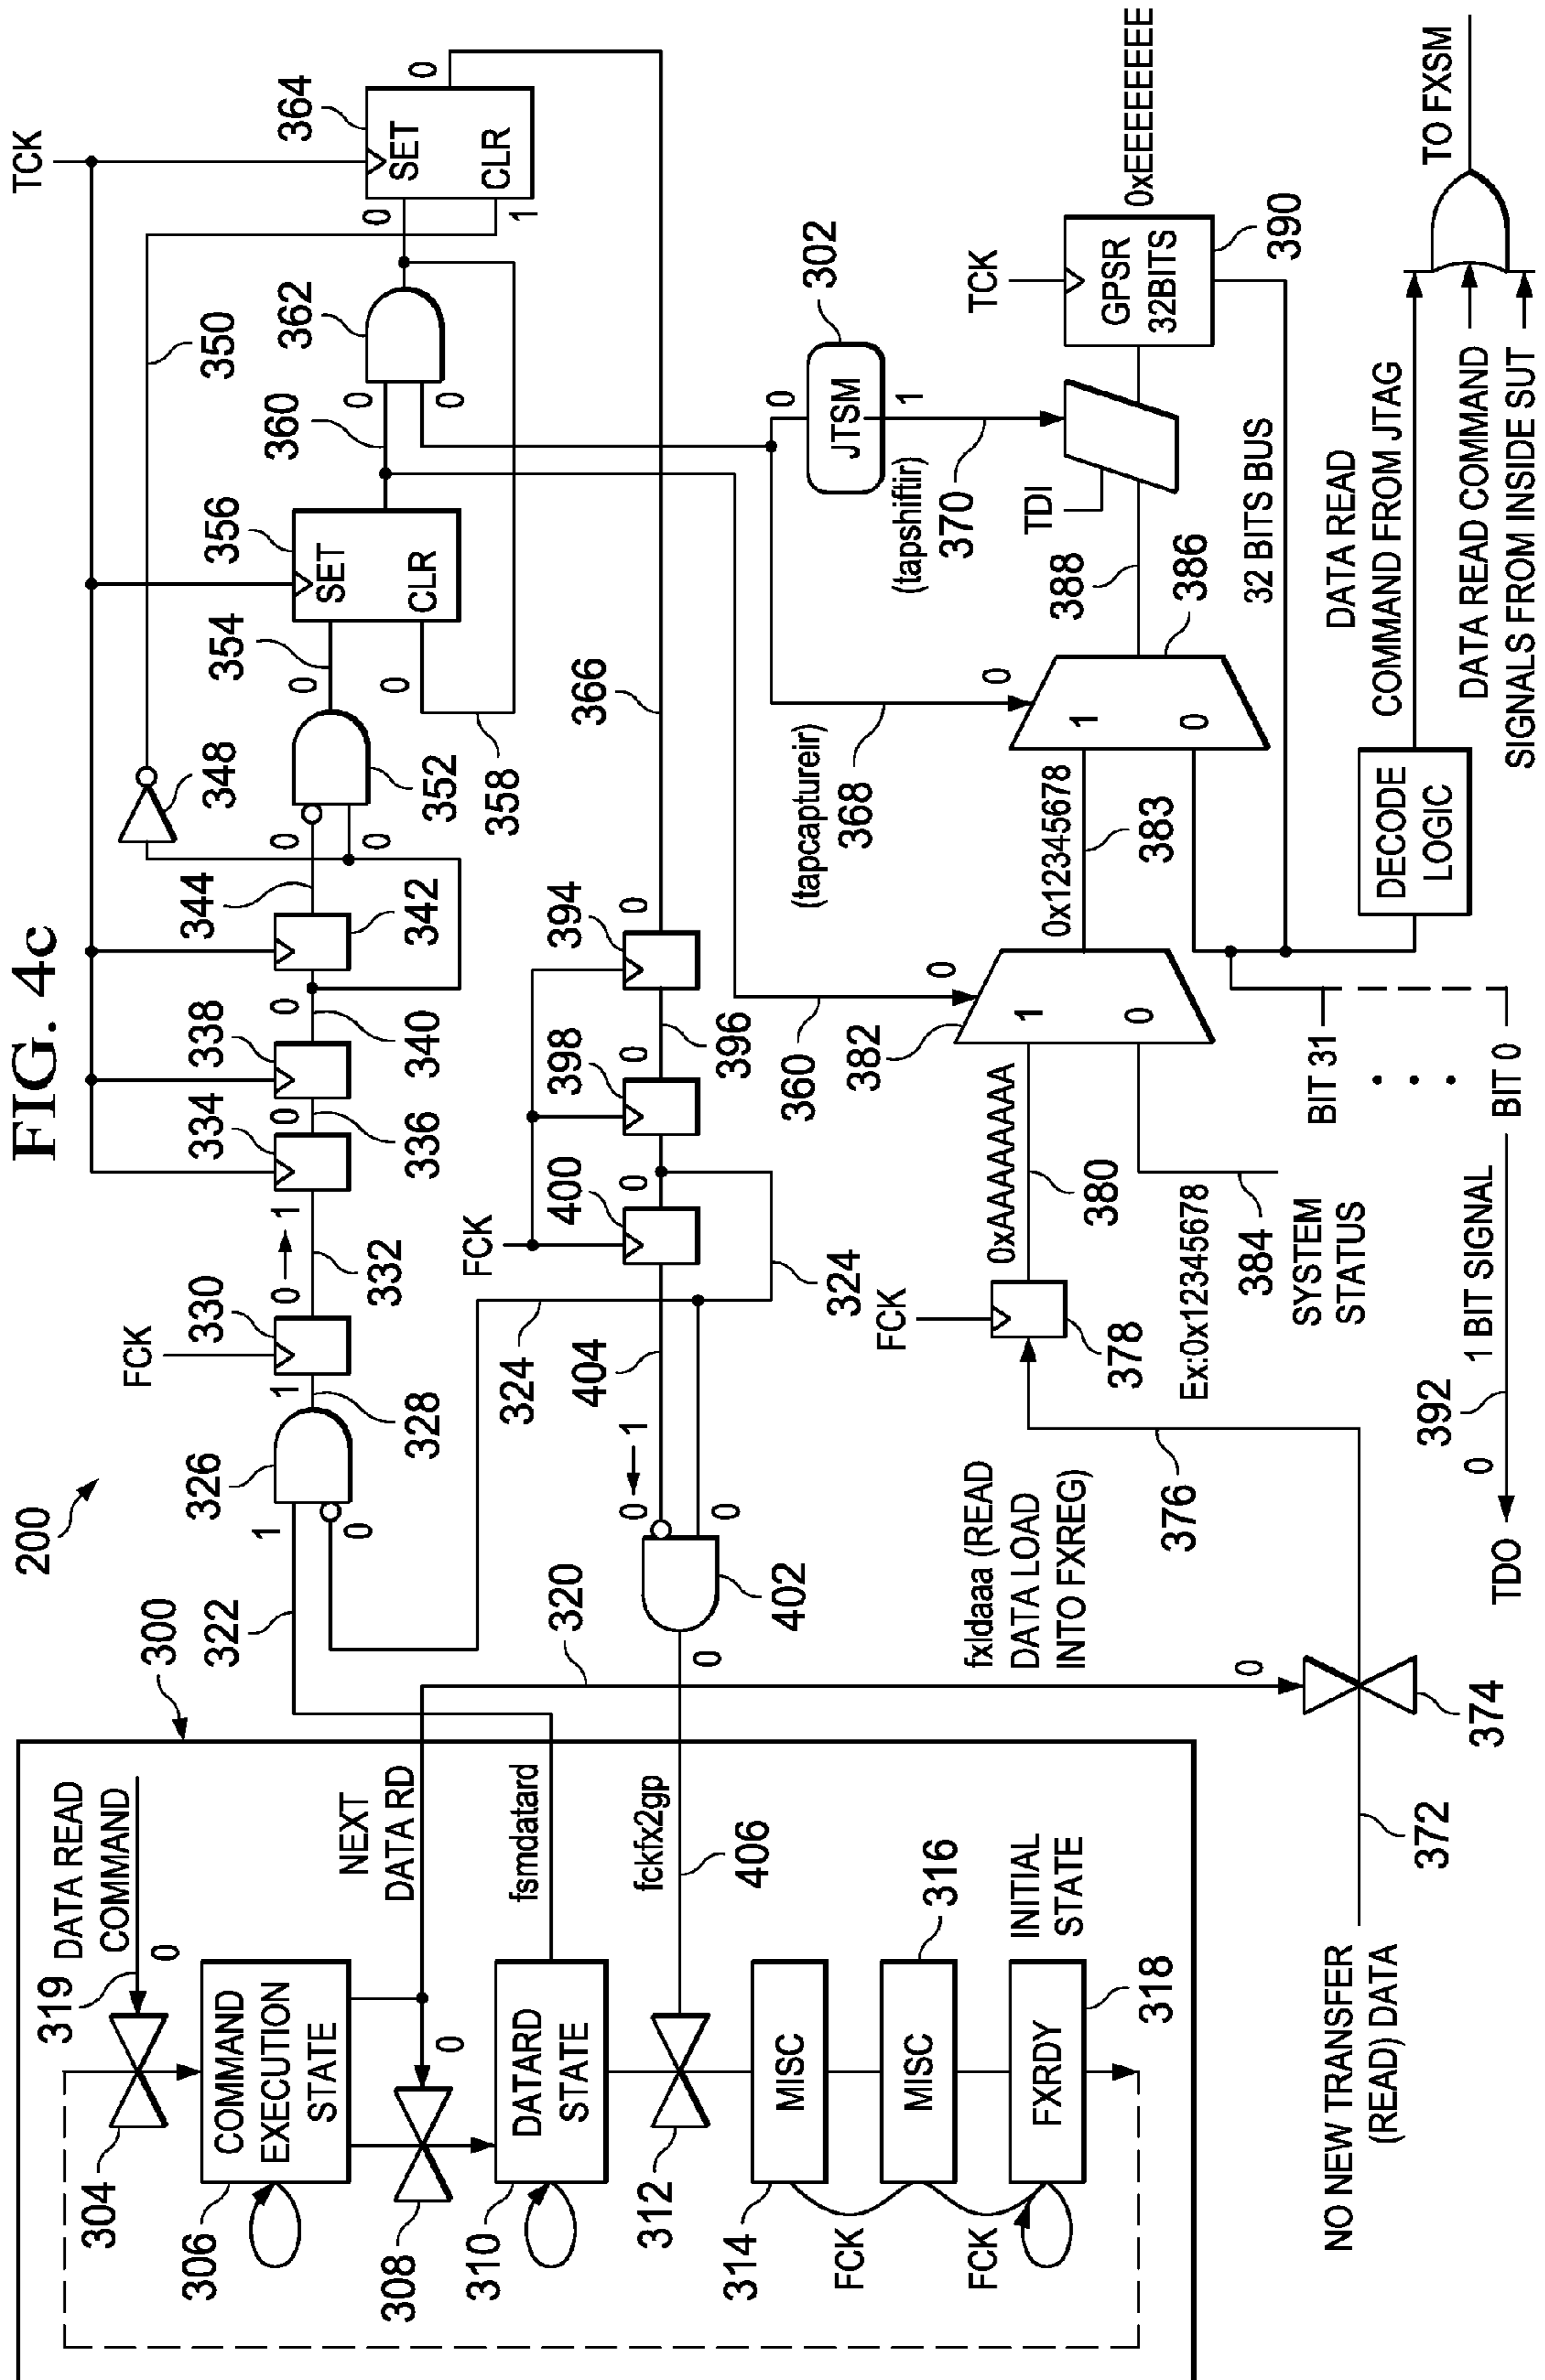 FIG. 4c
200
300
319
DATA READ
COMMAND
0
304
COMMAND
EXECUTION
STATE
306
NEXT
DATA RD
0
308
DATARD
STATE
310
fsmdatard
fckfx2gp
312
406
MISC
314
FCK
MISC
316
FCK
INITIAL
STATE
FXRDY
318
322
320
1
0
326
1
328
FCK
330
0 → 1
332
334
0
336
338
0
340
342
344
0
0
348
350
352
0
354
0
358
356
SET
CLR
360
0
0
362
TCK
0
1
364
SET
CLR
0
366
FCK
394
0
396
398
0
400
0
324
324
404
0 → 1
0
402
0
302
JTSM
0
1
(tapshiftir)
370
(tapcaptureir)
368
TDI
TCK
GPSR
32BITS
390
0xEEEEEEEE
388
386
0
1
0
0x12345678
383
360
382
0
1
0
0xAAAAAAAA
380
FCK
378
Ex:0x12345678
384
SYSTEM
STATUS
fxldaaa (READ
DATA LOAD
INTO FXREG)
376
0
374
372
NO NEW TRANSFER
(READ) DATA
TDO
0
392
1 BIT SIGNAL
BIT 31
BIT 0
32 BITS BUS
DECODE
LOGIC
DATA READ
COMMAND FROM JTAG
DATA READ COMMAND
SIGNALS FROM INSIDE SUT
TO FXSM